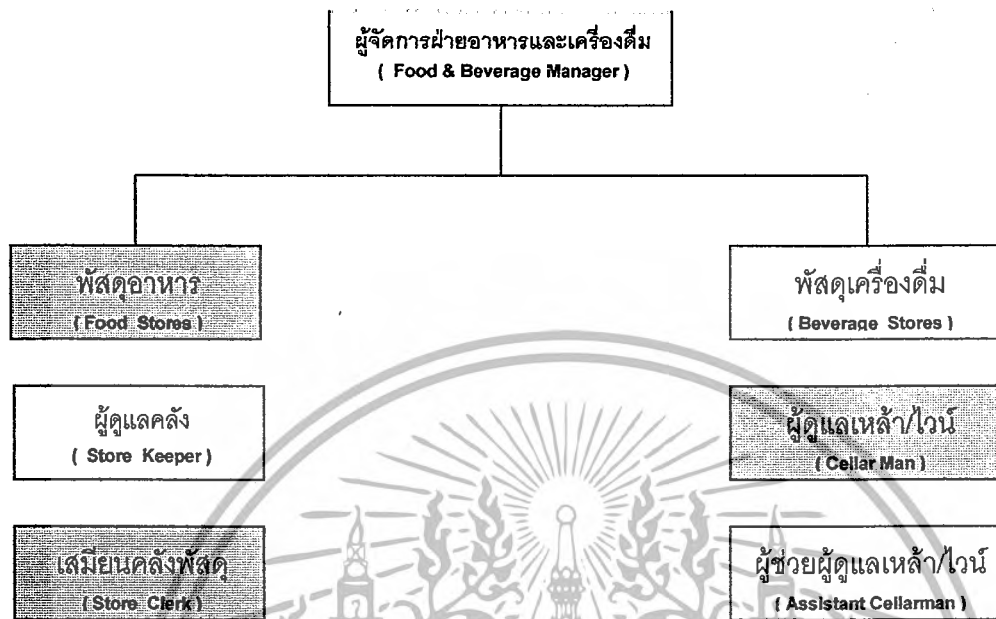 ผู้จัดการฝ่ายอาหารและเครื่องดื่ม
( Food & Beverage Manager )
พัสดุอาหาร
( Food Stores )
พัสดุเครื่องดื่ม
( Beverage Stores )
ผู้ดูแลคลัง
( Store Keeper )
ผู้ดูแลเหล้า/ไวน์
( Cellar Man )
เสมียนคลังพัสดุ
( Store Clerk )
ผู้ช่วยผู้ดูแลเหล้า/ไวน์
( Assistant Cellarman )